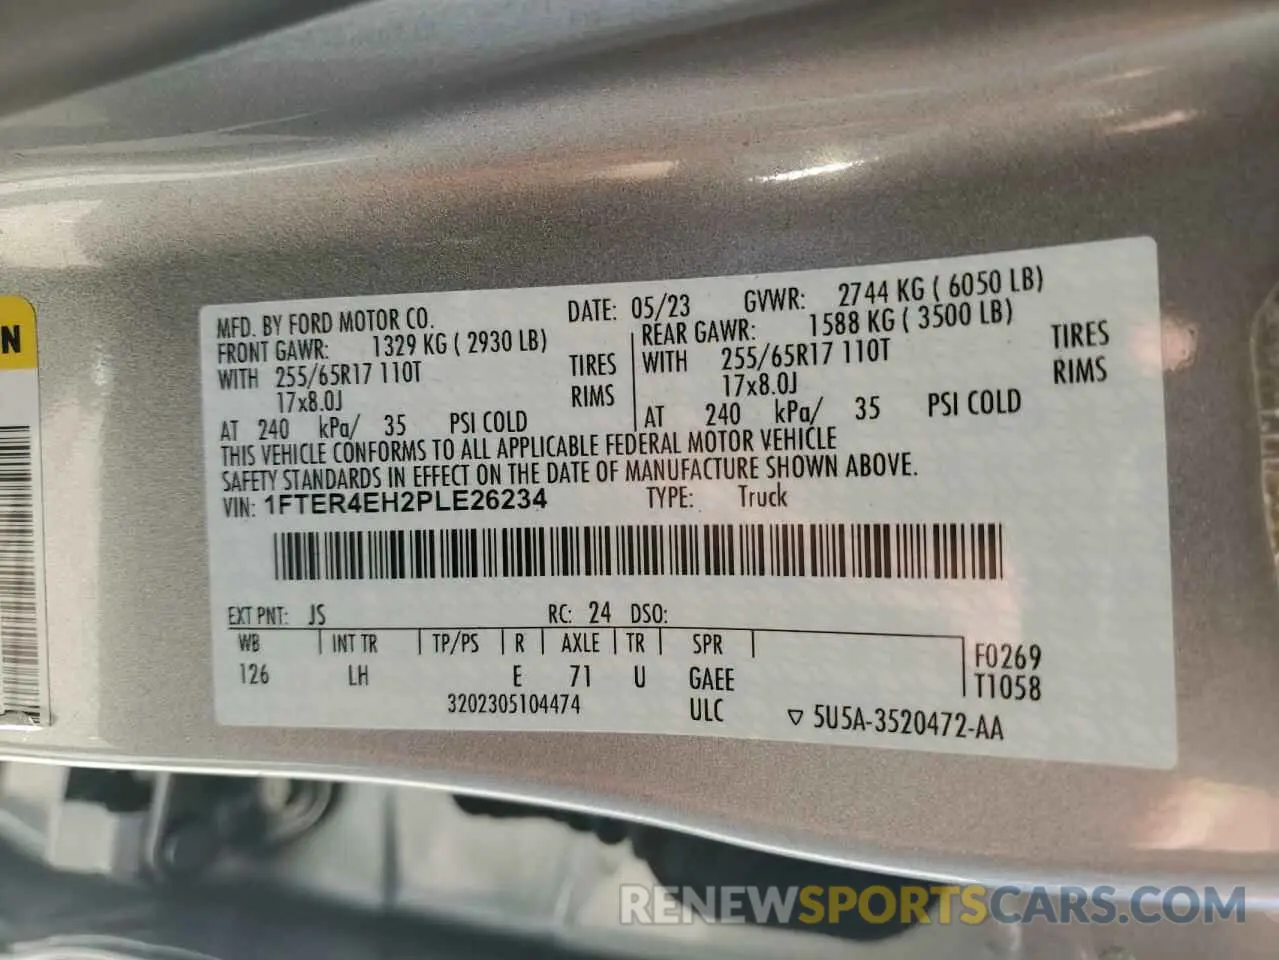 N
MFD. BY FORD MOTOR CO. DATE: 05/23 GVWR: 2744 KG ( 6050 LB)
FRONT GAWR: 1329 KG ( 2930 LB) REAR GAWR: 1588 KG ( 3500 LB)
WITH 255/65R17 110T TIRES WITH 255/65R17 110T TIRES
17x8.0J RIMS 17x8.0J RIMS
AT 240 kPa/ 35 PSI COLD AT 240 kPa/ 35 PSI COLD
THIS VEHICLE CONFORMS TO ALL APPLICABLE FEDERAL MOTOR VEHICLE
SAFETY STANDARDS IN EFFECT ON THE DATE OF MANUFACTURE SHOWN ABOVE.
VIN: 1FTER4EH2PLE26234 TYPE: Truck
EXT PNT: JS RC: 24 DSO:
WB INT TR TP/PS R AXLE TR SPR F0269
126 LH E 71 U GAEE T1058
3202305104474 ULC ▽ 5U5A-3520472-AA
RENEWSPORTSCARS.COM